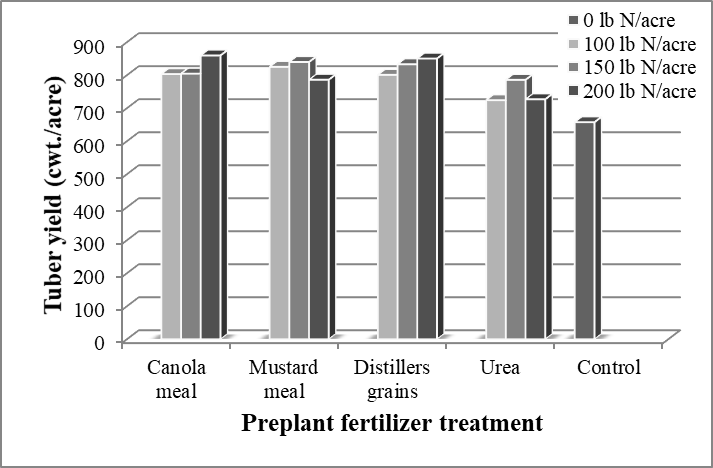 0 lb N/acre
100 lb N/acre
150 lb N/acre
200 lb N/acre
Tuber yield (cwt./acre)
900
800
700
600
500
400
300
200
100
0
Canola meal
Mustard meal
Distillers grains
Urea
Control
Preplant fertilizer treatment